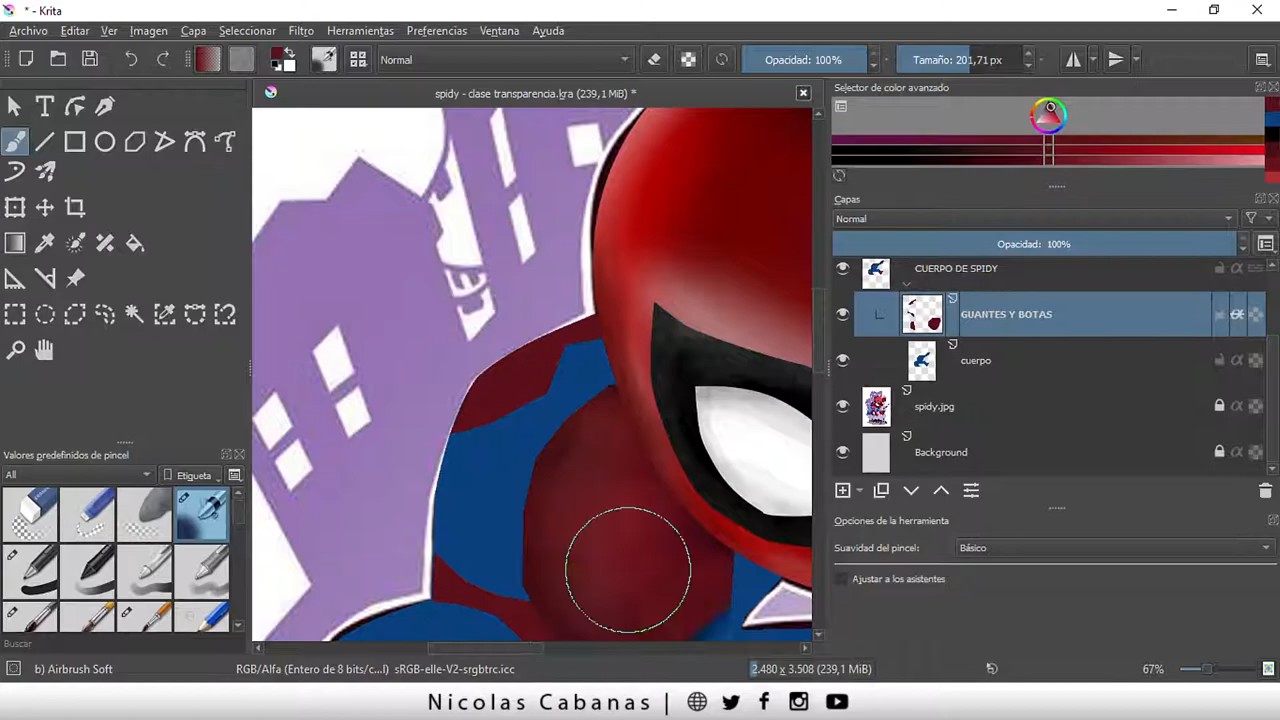 * - Krita
Archivo Editar Ver Imagen Capa Seleccionar Filtro Herramientas Preferencias Ventana Ayuda
Normal
Opacidad: 100%
Tamaño: 201,71 px
spidy - clase transparencia.kra (239,1 MiB) *
Selector de color avanzado
Capas
Normal
Opacidad: 100%
CUERPO DE SPIDY
GUANTES Y BOTAS
cuerpo
spidy.jpg
Background
Opciones de la herramienta
Suavidad del pincel: Básico
Ajustar a los asistentes
Valores predefinidos de pincel
All
Etiqueta
Buscar
b) Airbrush Soft
RGB/Alfa (Entero de 8 bits/c...l) sRGB-elle-V2-srgbtrc.icc
2.480 x 3.508 (239,1 MiB)
67%
Nicolas Cabanas |